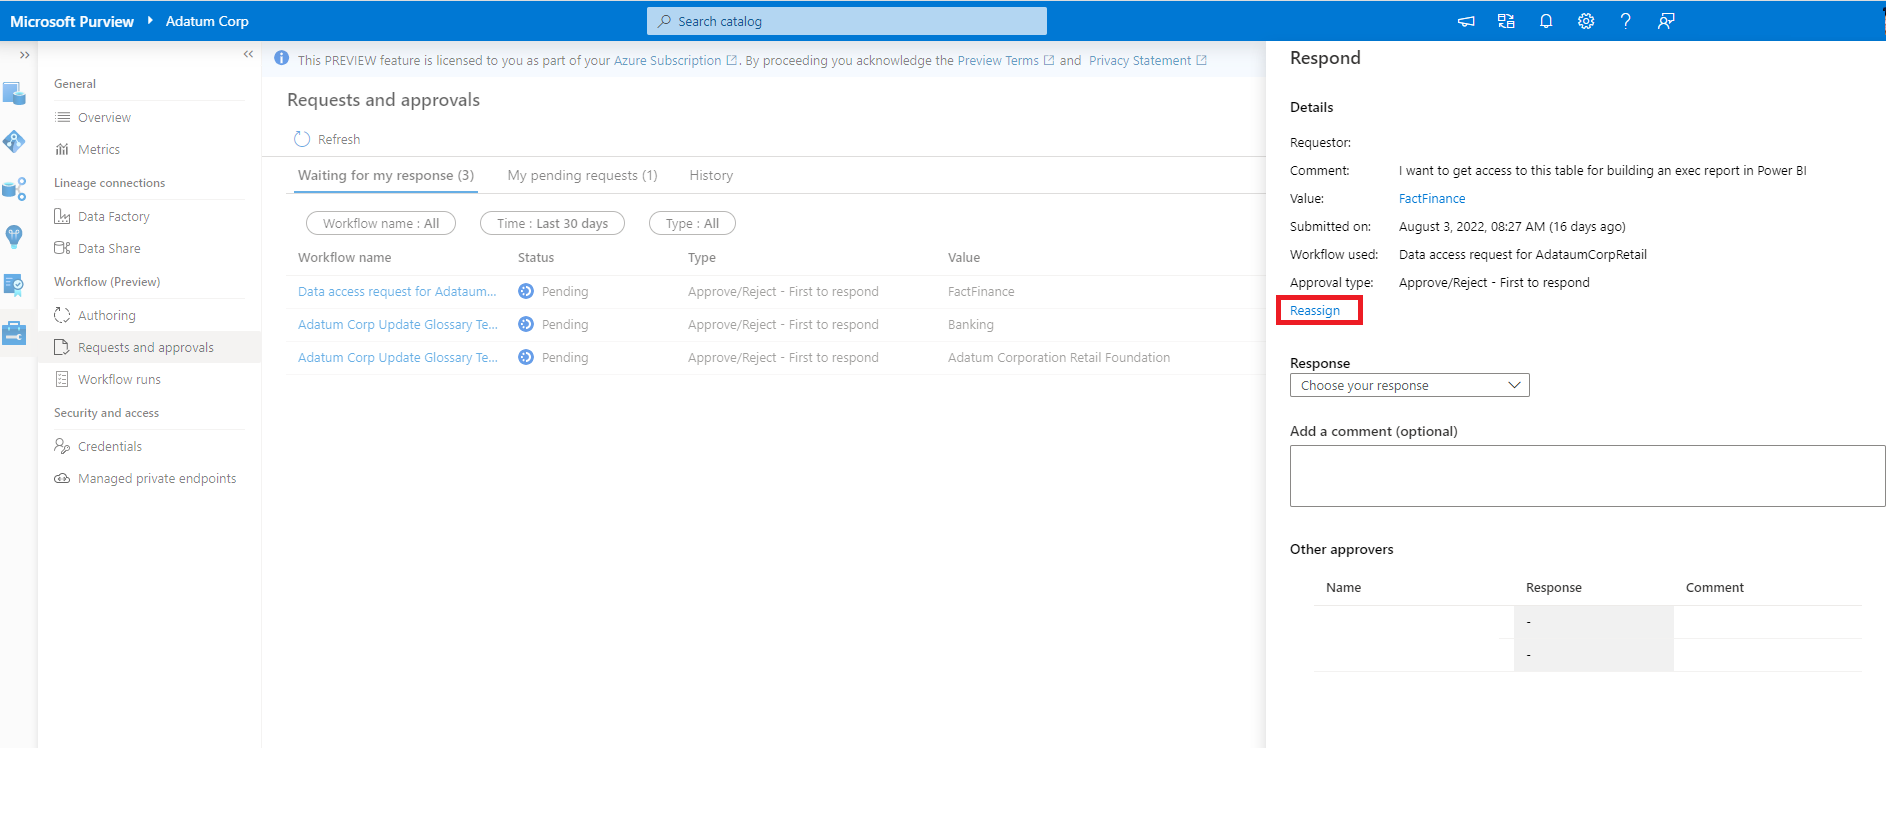 Microsoft Purview Adatum Corp Search catalog
General
Overview
Metrics
Lineage connections
Data Factory
Data Share
Workflow (Preview)
Authoring
Requests and approvals
Workflow runs
Security and access
Credentials
Managed private endpoints
This PREVIEW feature is licensed to you as part of your Azure Subscription. By proceeding you acknowledge the Preview Terms and Privacy Statement
Requests and approvals
Refresh
Waiting for my response (3) My pending requests (1) History
Workflow name : All Time : Last 30 days Type : All
Workflow name Status Type Value
Data access request for Adataum... Pending Approve/Reject - First to respond FactFinance
Adatum Corp Update Glossary Te... Pending Approve/Reject - First to respond Banking
Adatum Corp Update Glossary Te... Pending Approve/Reject - First to respond Adatum Corporation Retail Foundation
Respond
Details
Requestor:
Comment: I want to get access to this table for building an exec report in Power BI
Value: FactFinance
Submitted on: August 3, 2022, 08:27 AM (16 days ago)
Workflow used: Data access request for AdataumCorpRetail
Approval type: Approve/Reject - First to respond
Reassign
Response
Choose your response
Add a comment (optional)
Other approvers
Name Response Comment
-
-